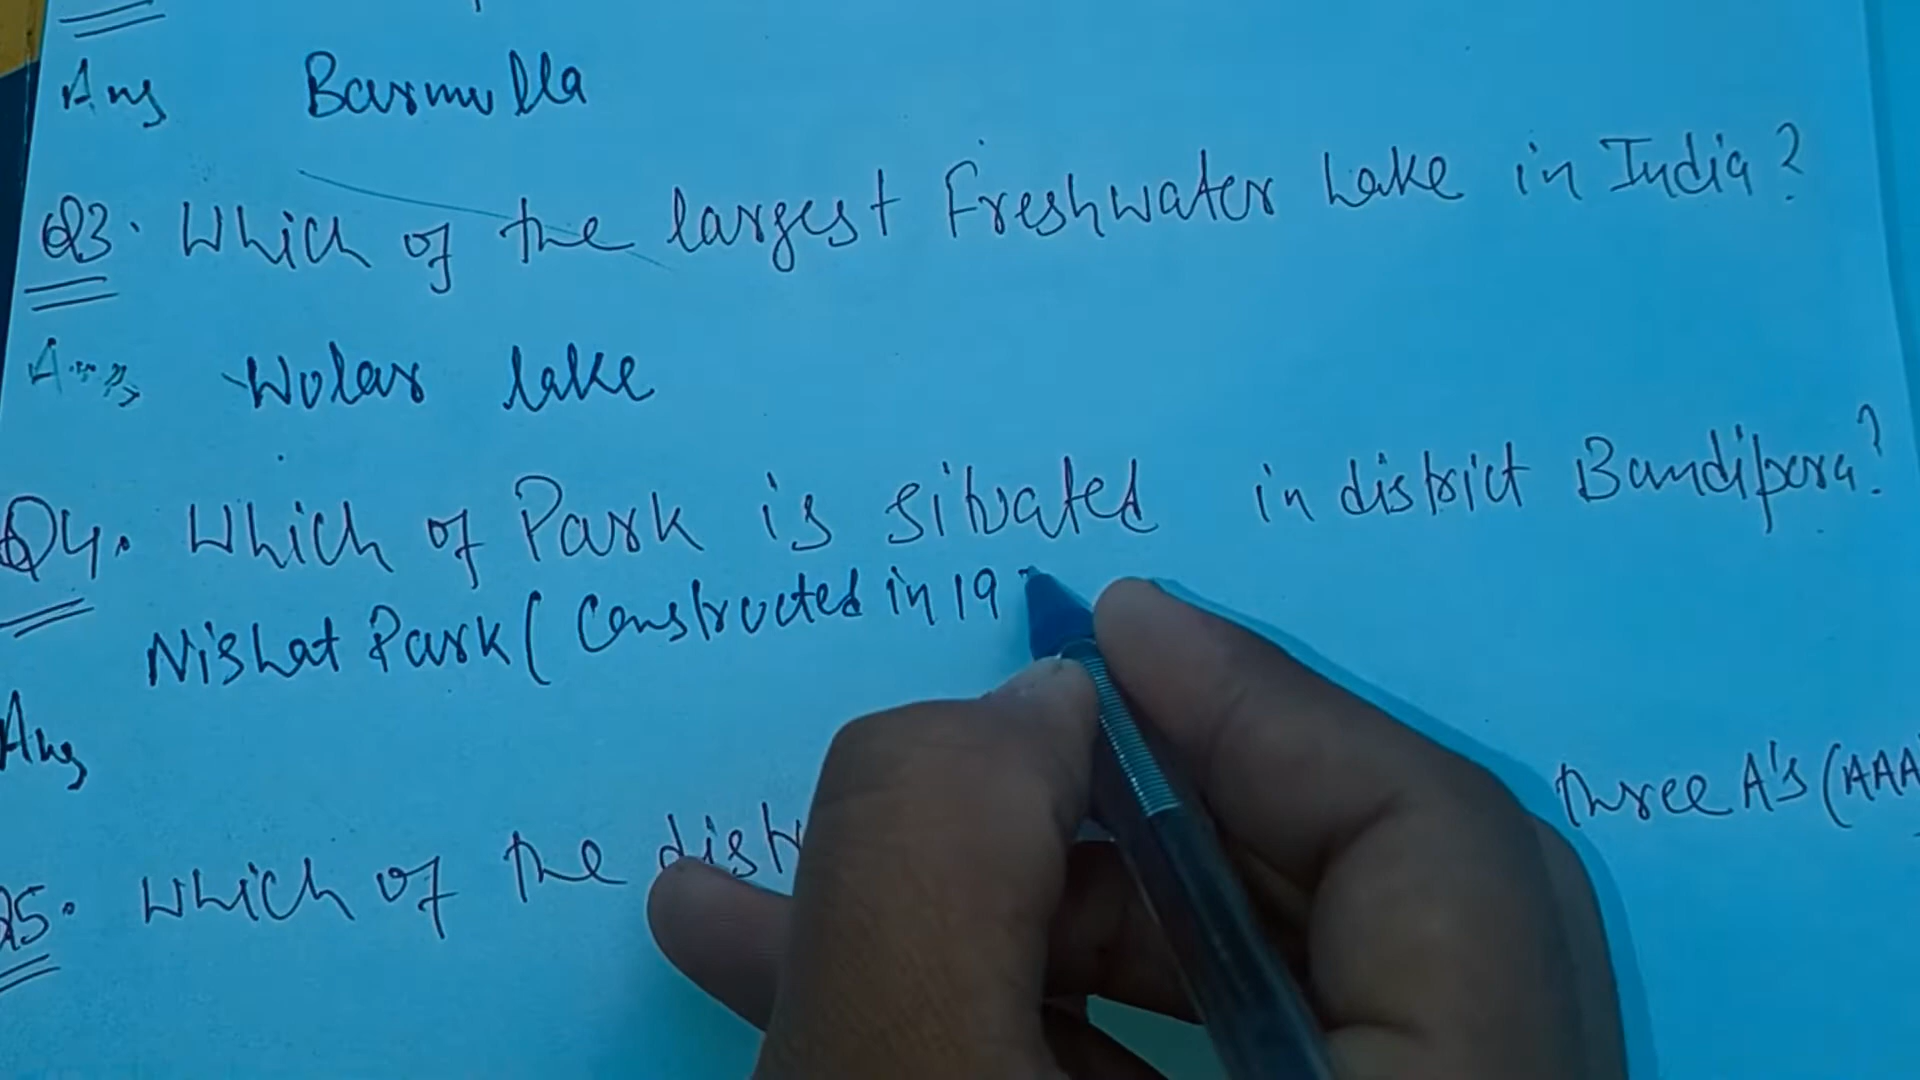 Ans Barmulla
Q3. Which of the largest Freshwater Lake in India?
Ans Wular lake
Q4. Which of Park is situated in district Bandipora?
Nishat Park ( Constructed in 19
Ans
Q5. Which of the distr three A's (AAA